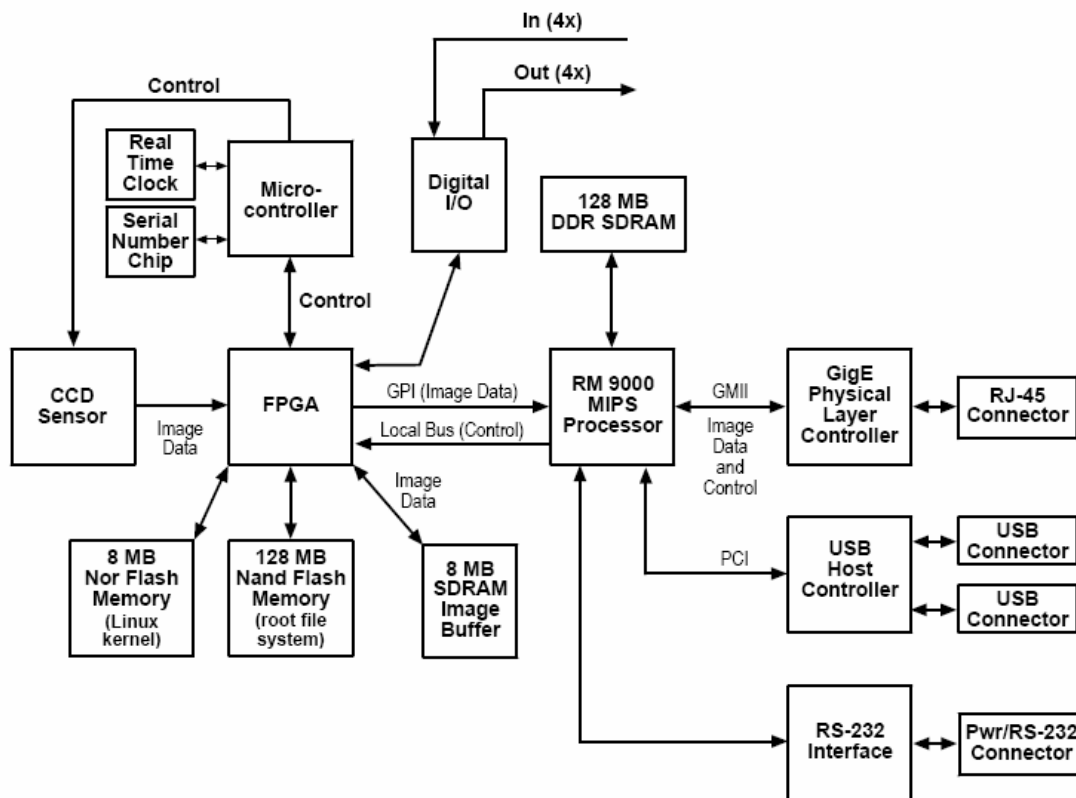 In (4x)
Out (4x)
Control
Real
Time
Clock
Micro-
controller
Digital
I/O
128 MB
DDR SDRAM
Serial
Number
Chip
Control
CCD
Sensor
Image
Data
FPGA
GPI (Image Data)
Local Bus (Control)
RM 9000
MIPS
Processor
GMII
Image
Data
and
Control
GigE
Physical
Layer
Controller
RJ-45
Connector
Image
Data
8 MB
Nor Flash
Memory
(Linux
kernel)
128 MB
Nand Flash
Memory
(root file
system)
8 MB
SDRAM
Image
Buffer
PCI
USB
Host
Controller
USB
Connector
USB
Connector
RS-232
Interface
Pwr/RS-232
Connector